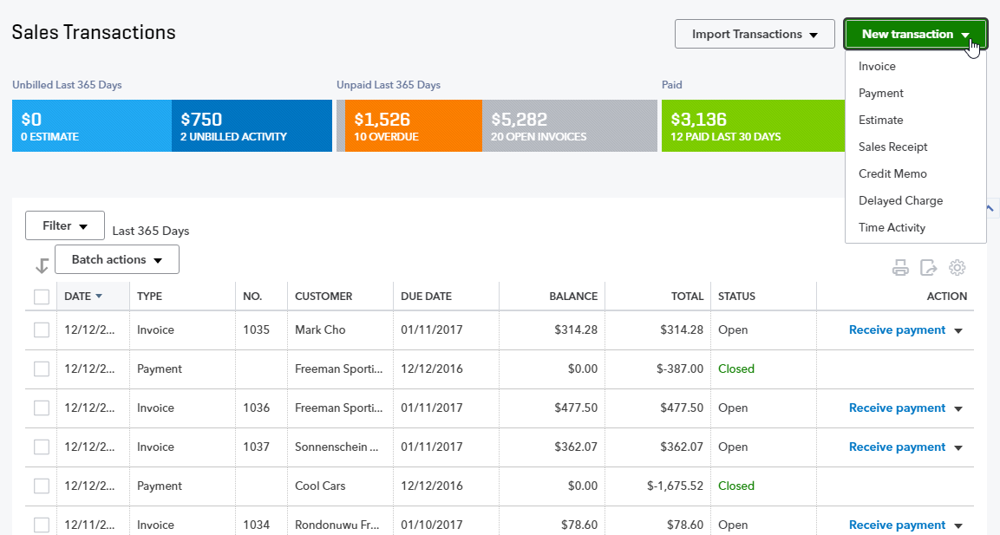 Sales Transactions
Import Transactions
New transaction
Invoice
Payment
Estimate
Sales Receipt
Credit Memo
Delayed Charge
Time Activity
Unbilled Last 365 Days
Unpaid Last 365 Days
Paid
$0
0 ESTIMATE
$750
2 UNBILLED ACTIVITY
$1,526
10 OVERDUE
$5,282
20 OPEN INVOICES
$3,136
12 PAID LAST 30 DAYS
Filter
Last 365 Days
Batch actions
DATE TYPE NO. CUSTOMER DUE DATE BALANCE TOTAL STATUS ACTION
12/12/2... Invoice 1035 Mark Cho 01/11/2017 $314.28 $314.28 Open Receive payment
12/12/2... Payment Freeman Sporti... 12/12/2016 $0.00 $-387.00 Closed
12/12/2... Invoice 1036 Freeman Sporti... 01/11/2017 $477.50 $477.50 Open Receive payment
12/12/2... Invoice 1037 Sonnenschein ... 01/11/2017 $362.07 $362.07 Open Receive payment
12/12/2... Payment Cool Cars 12/12/2016 $0.00 $-1,675.52 Closed
12/11/2... Invoice 1034 Rondonuwu Fr... 01/10/2017 $78.60 $78.60 Open Receive payment